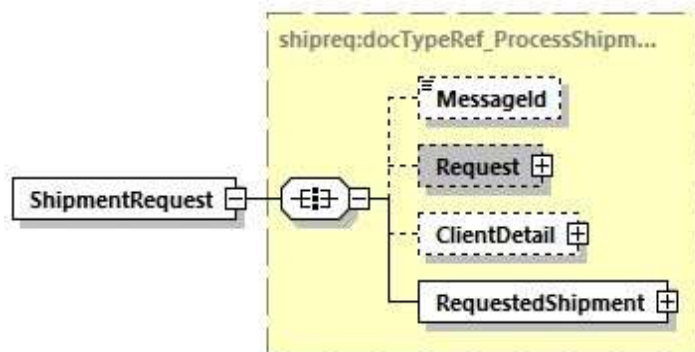 shipreq:docTypeRef_ProcessShipm...
MessageId
Request
ShipmentRequest
ClientDetail
RequestedShipment